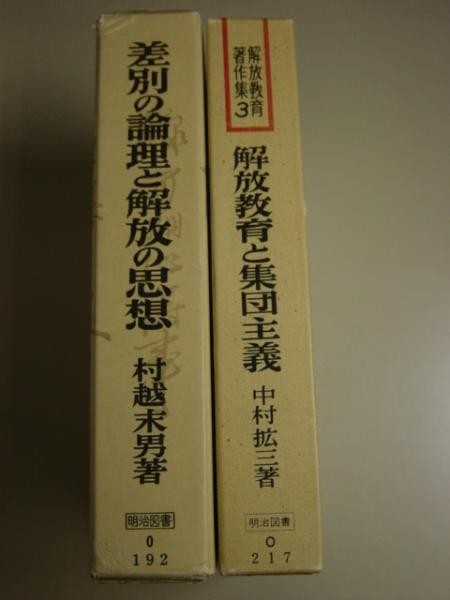 差別の論理と解放の思想
村越末男著
明治図書
0
192
解放教育
著作集3
解放教育と集団主義
中村拡三著
明治図書
O
217